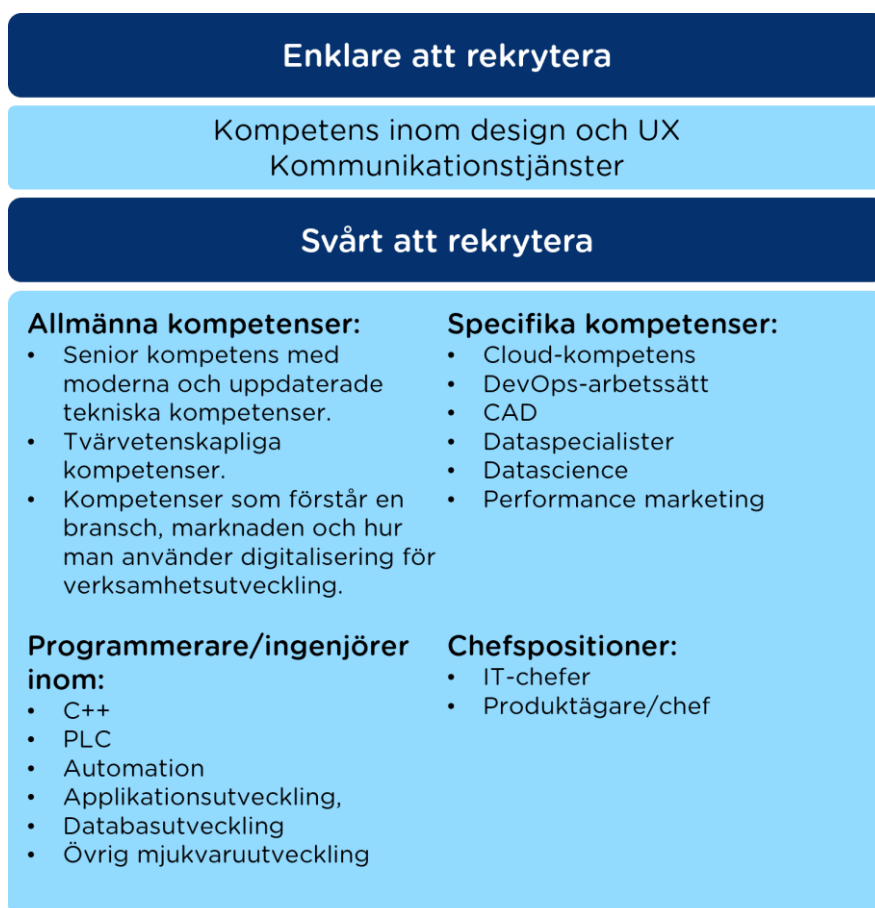 Enklare att rekrytera
Kompetens inom design och UX
Kommunikationstjänster
Svårt att rekrytera
Allmänna kompetenser:
• Senior kompetens med
moderna och uppdaterade
tekniska kompetenser.
• Tvärvetenskapliga
kompetenser.
• Kompetenser som förstår en
bransch, marknaden och hur
man använder digitalisering för
verksamhetsutveckling.
Specifika kompetenser:
• Cloud-kompetens
• DevOps-arbetssätt
• CAD
• Dataspecialister
• Datascience
• Performance marketing
Programmerare/ingenjörer
inom:
• C++
• PLC
• Automation
• Applikationsutveckling,
• Databasutveckling
• Övrig mjukvaruutveckling
Chefspositioner:
• IT-chefer
• Produktägare/chef